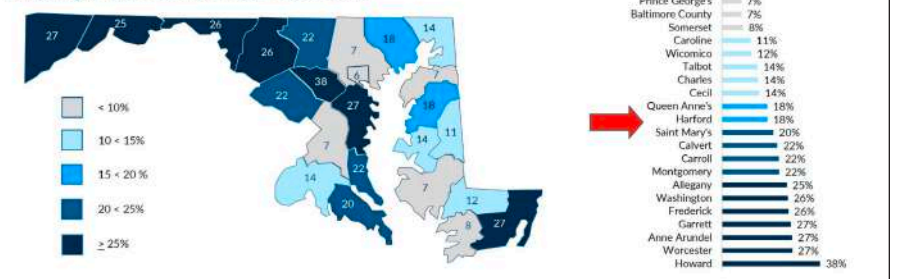 27
25
26
26
22
7
18
14
38
6
22
27
7
18
11
14
7
22
14
20
7
12
8
27
< 10%
10 < 15%
15 < 20 %
20 < 25%
≥ 25%
Prince George's 7%
Baltimore County 7%
Somerset 8%
Caroline 11%
Wicomico 12%
Talbot 14%
Charles 14%
Cecil 14%
Queen Anne's 18%
Harford 18%
Saint Mary's 20%
Calvert 22%
Carroll 22%
Montgomery 22%
Allegany 25%
Washington 26%
Frederick 26%
Garrett 27%
Anne Arundel 27%
Worcester 27%
Howard 38%